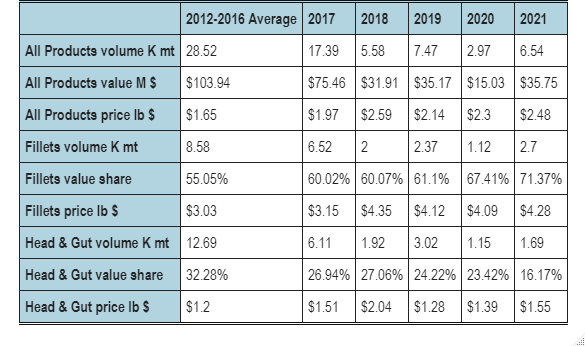 2012-2016 Average 2017 2018 2019 2020 2021
All Products volume K mt 28.52 17.39 5.58 7.47 2.97 6.54
All Products value M $ $103.94 $75.46 $31.91 $35.17 $15.03 $35.75
All Products price lb $ $1.65 $1.97 $2.59 $2.14 $2.3 $2.48
Fillets volume K mt 8.58 6.52 2 2.37 1.12 2.7
Fillets value share 55.05% 60.02% 60.07% 61.1% 67.41% 71.37%
Fillets price lb $ $3.03 $3.15 $4.35 $4.12 $4.09 $4.28
Head & Gut volume K mt 12.69 6.11 1.92 3.02 1.15 1.69
Head & Gut value share 32.28% 26.94% 27.06% 24.22% 23.42% 16.17%
Head & Gut price lb $ $1.2 $1.51 $2.04 $1.28 $1.39 $1.55